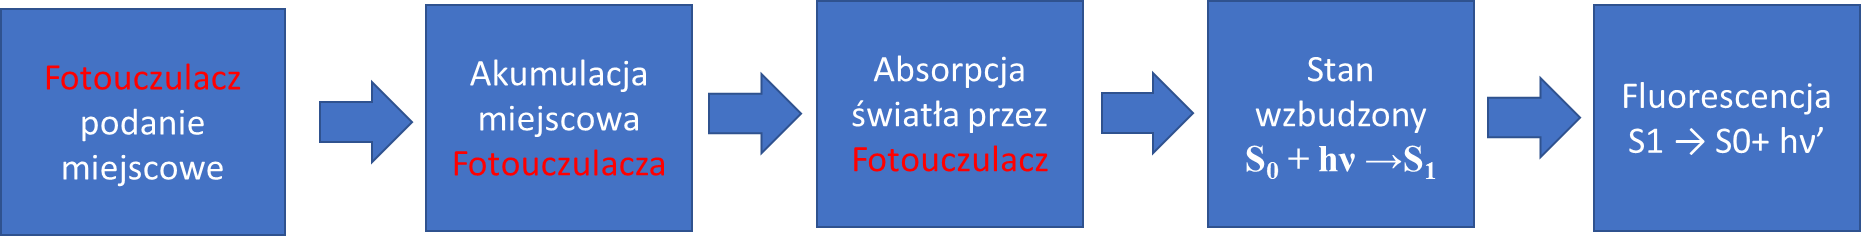 Fotouczulacz
podanie
miejscowe
Akumulacja
miejscowa
Fotouczulacza
Absorpcja
światła przez
Fotouczulacz
Stan
wzbudzony
S₀ + hν →S₁
Fluorescencja
S1 → S0+ hν’